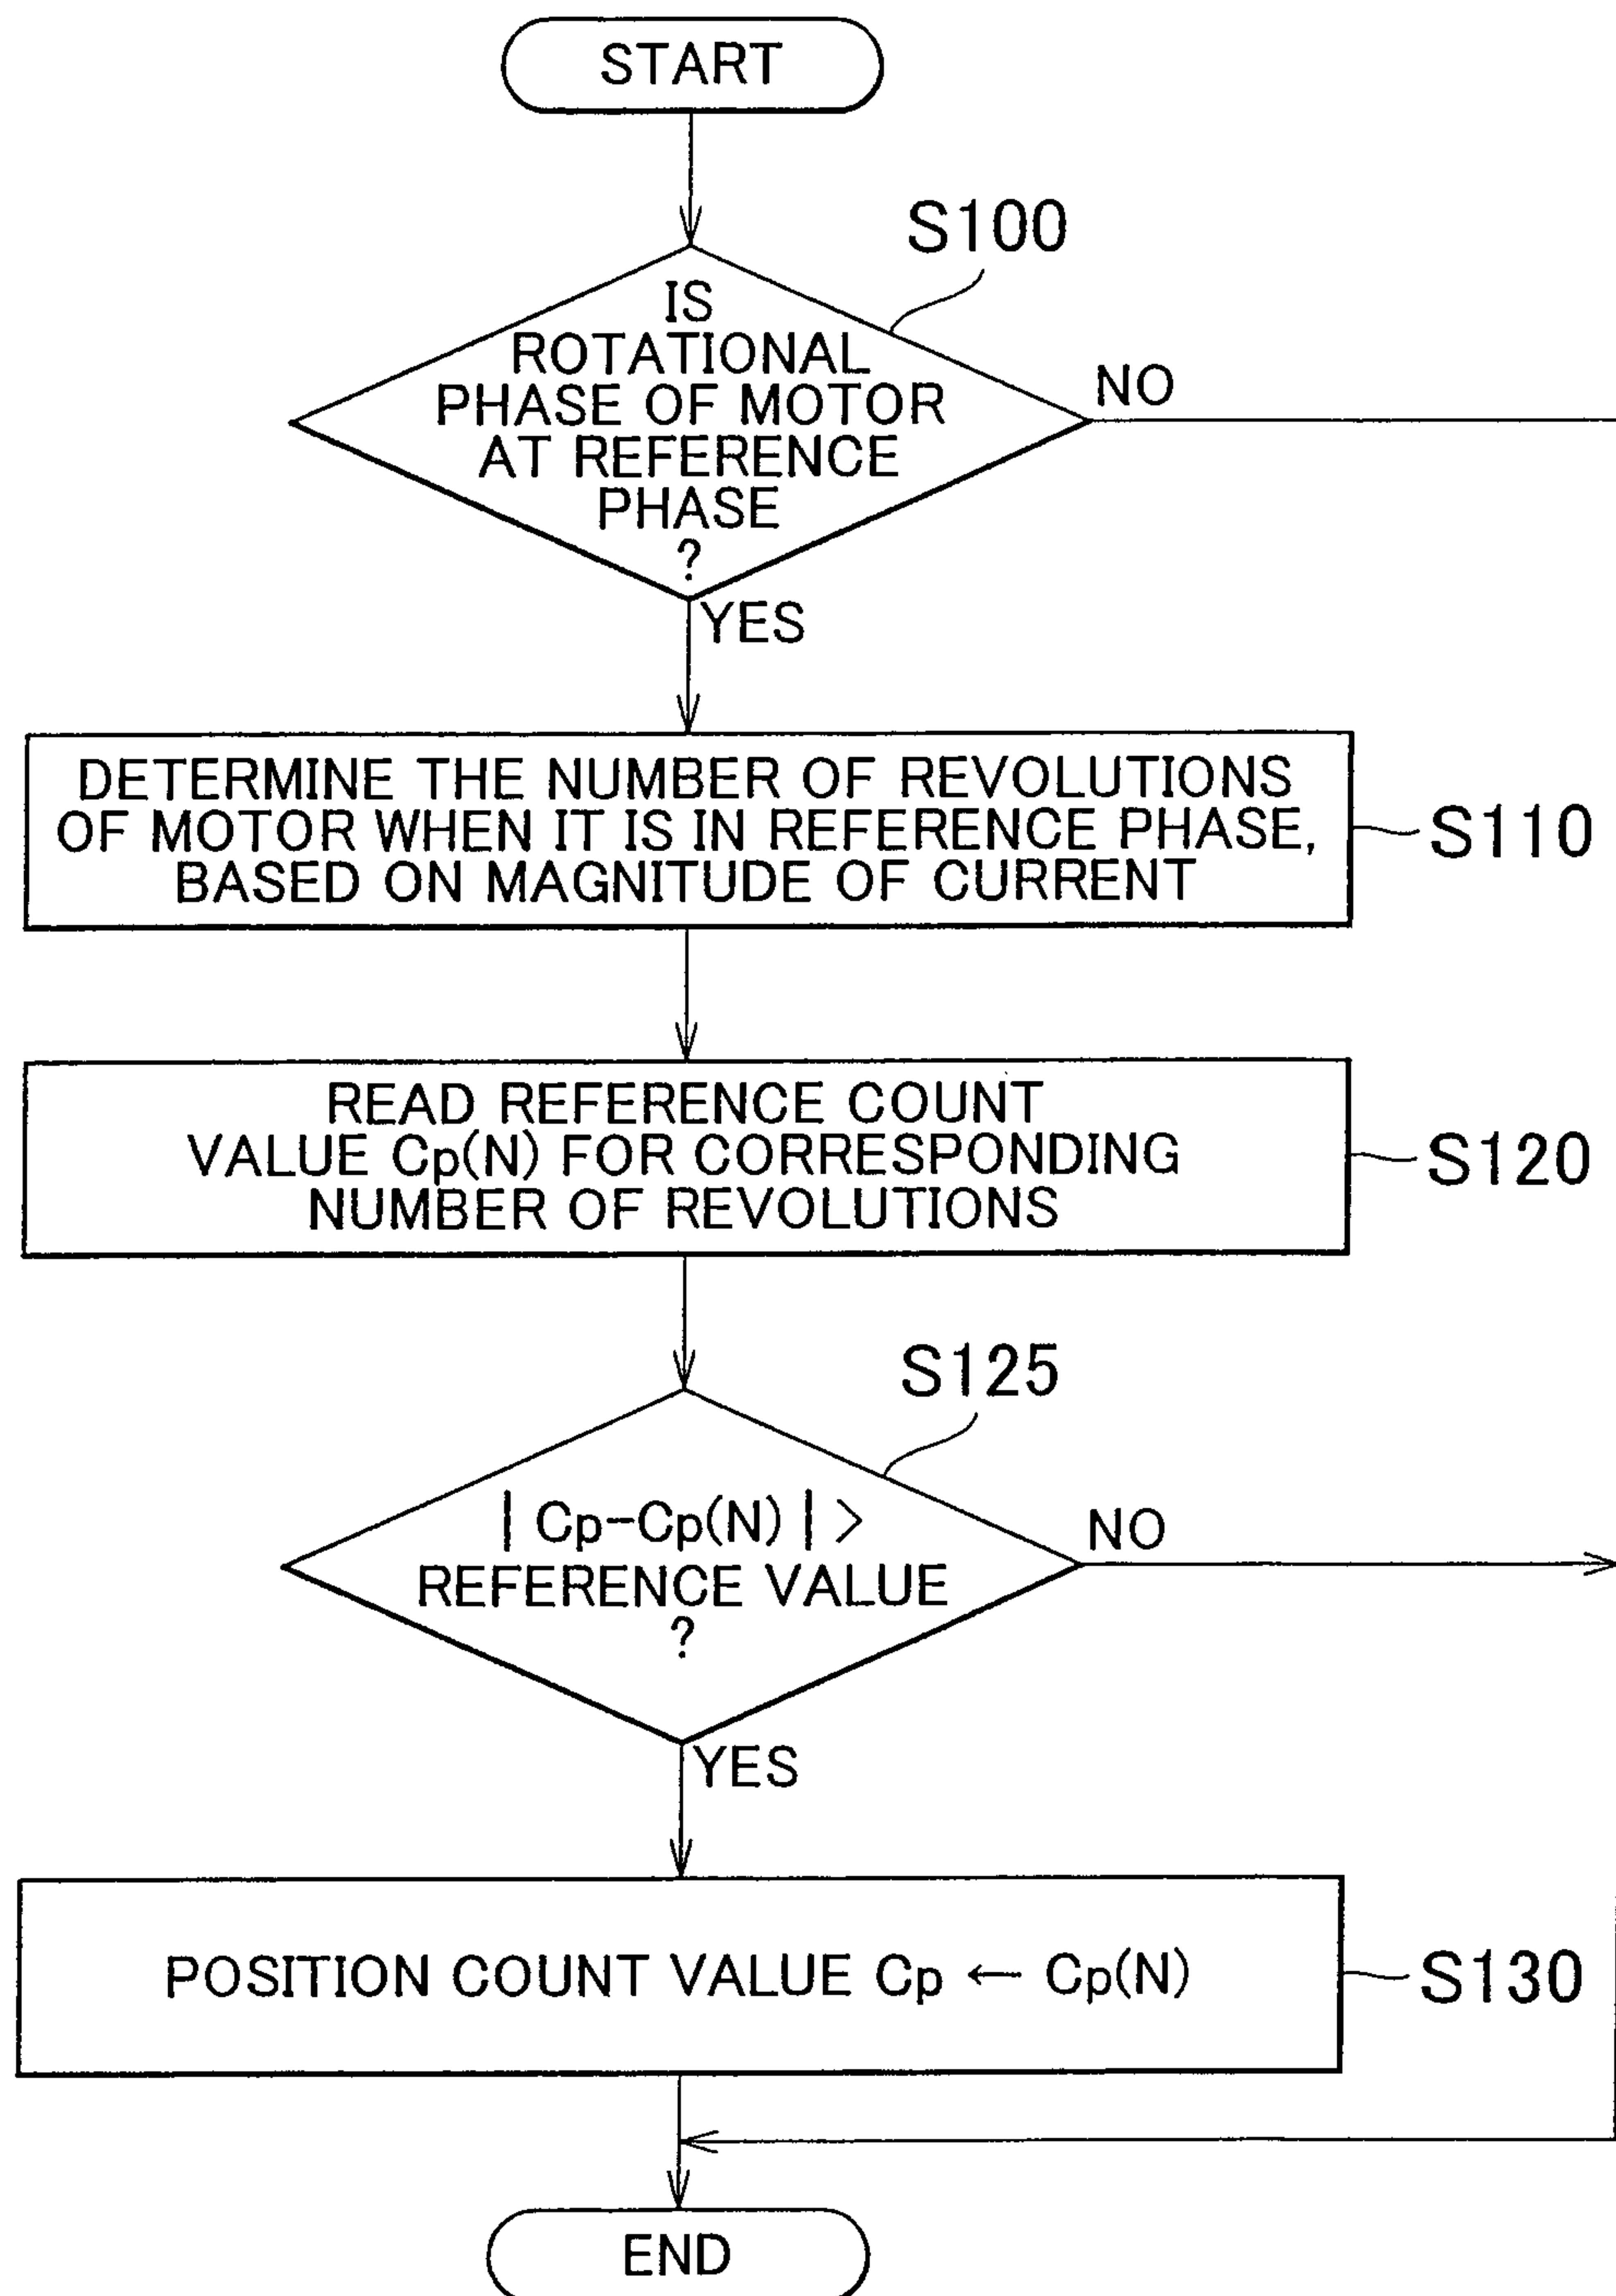 START
S100
IS
ROTATIONAL
PHASE OF MOTOR
AT REFERENCE
PHASE
?
NO
YES
DETERMINE THE NUMBER OF REVOLUTIONS
OF MOTOR WHEN IT IS IN REFERENCE PHASE,
BASED ON MAGNITUDE OF CURRENT
S110
READ REFERENCE COUNT
VALUE Cp(N) FOR CORRESPONDING
NUMBER OF REVOLUTIONS
S120
S125
| Cp-Cp(N) | >
REFERENCE VALUE
?
NO
YES
POSITION COUNT VALUE Cp ← Cp(N)
S130
END